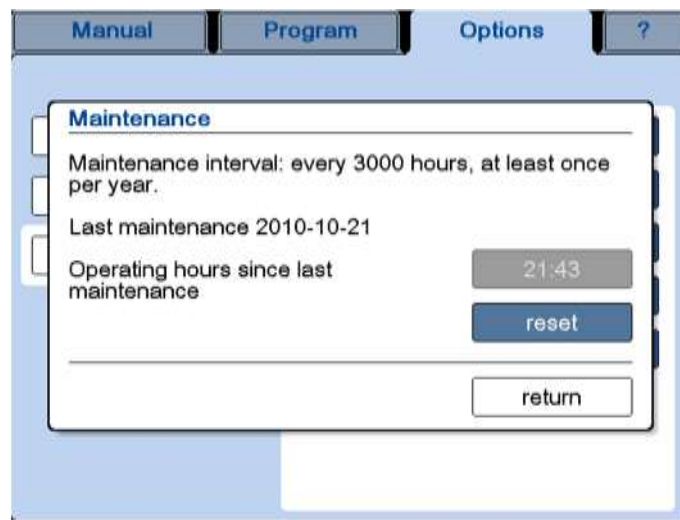 Manual Program Options ?
Maintenance
Maintenance interval: every 3000 hours, at least once
per year.
Last maintenance 2010-10-21
Operating hours since last
maintenance
21:43
reset
return